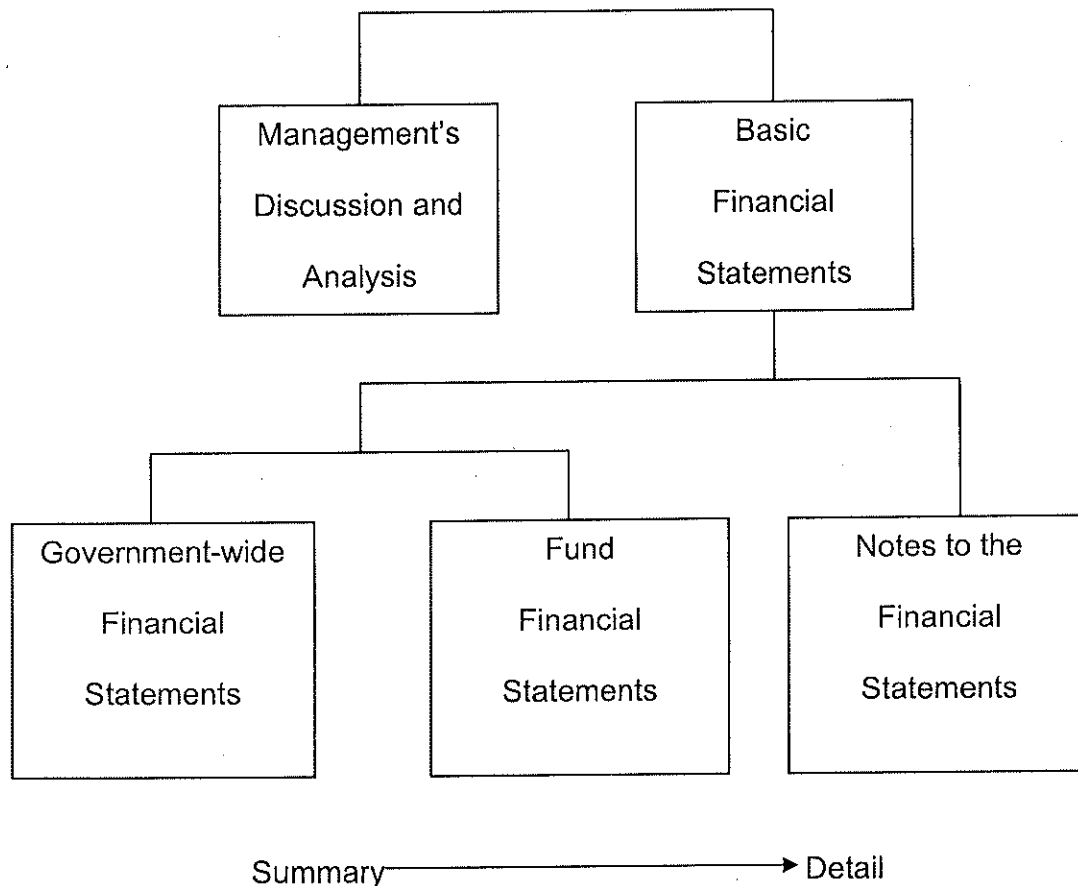 Management's
Discussion and
Analysis
Basic
Financial
Statements
Government-wide
Financial
Statements
Fund
Financial
Statements
Notes to the
Financial
Statements
Summary
Detail